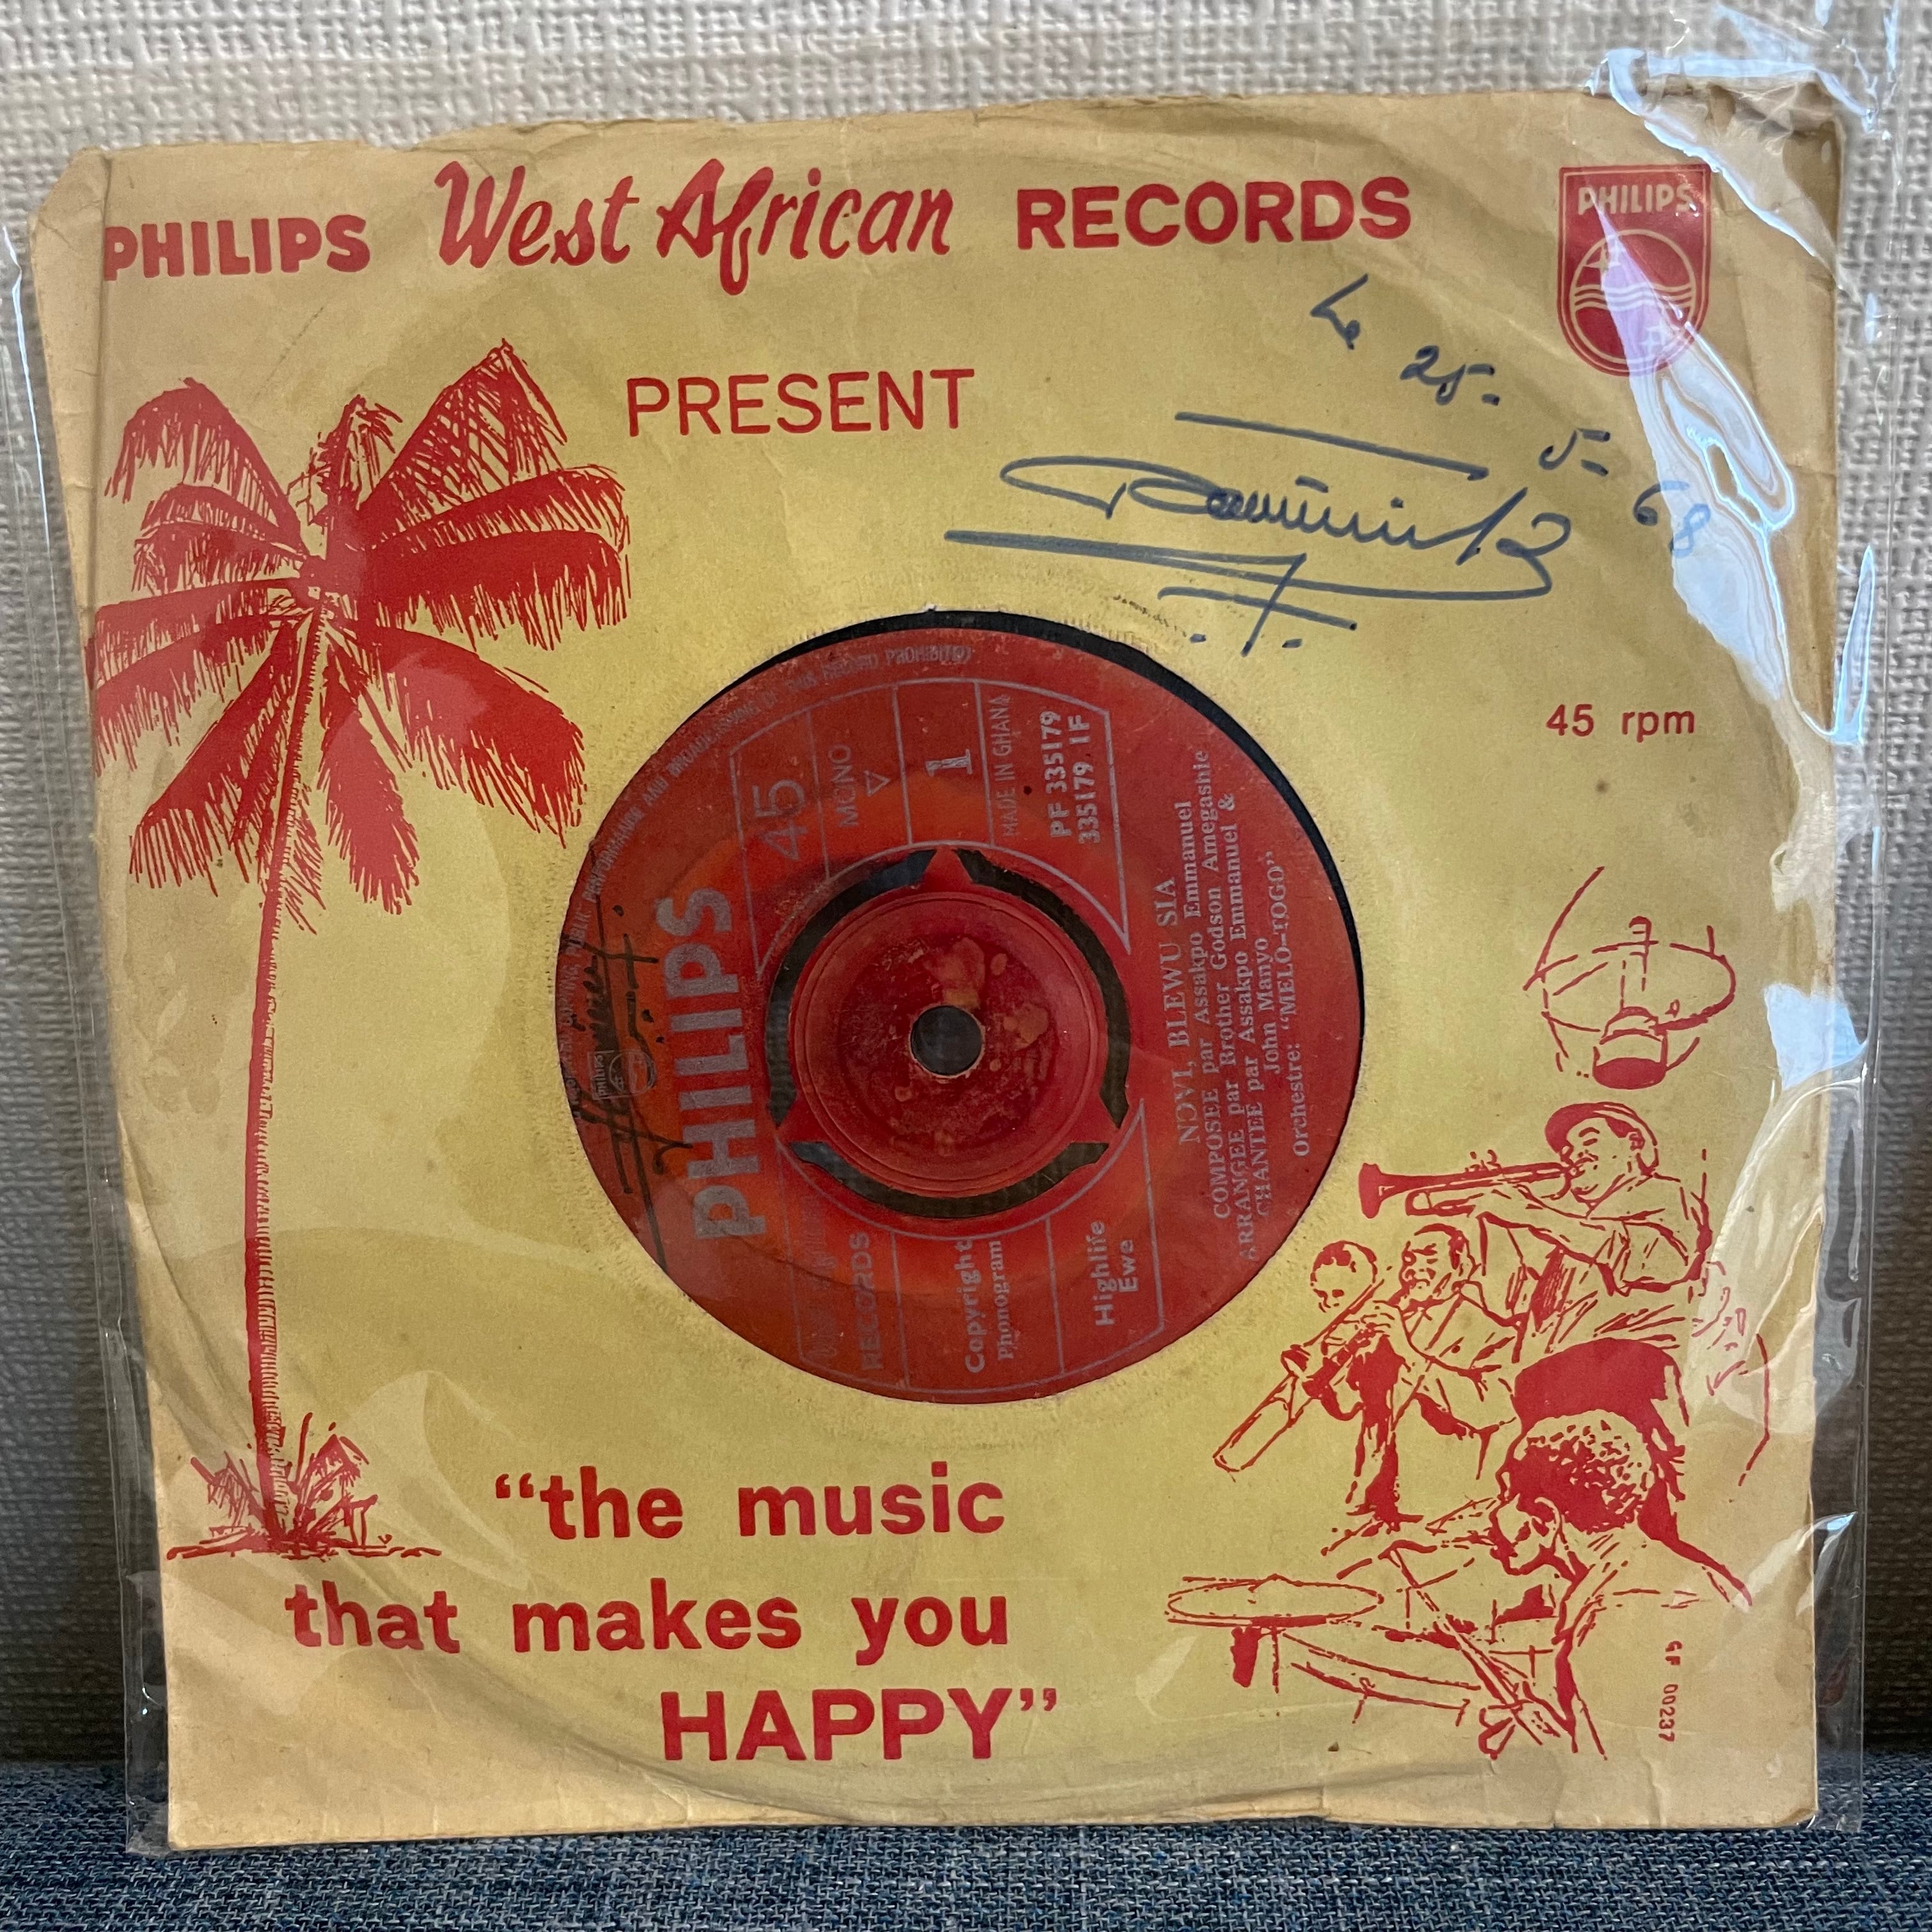 PHILIPS West African RECORDS
PHILIPS
PRESENT
Le 25-5-68
45 rpm
PHILIPS
45
MONO
1
MADE IN GHANA
PF 335179
335179 1F
RECORDS
Copyright
Phonogram
Highlife
Ewe
NOVI, BLEWU SIA
COMPOSEE par Assakpo Emmanuel
ARRANGEE par Brother Godson Amegashie
CHANTEE par Assakpo Emmanuel &
John Manyo
Orchestre: "MELO-TOGO"
PHILIPS
“the music
that makes you
HAPPY”
GF 00237